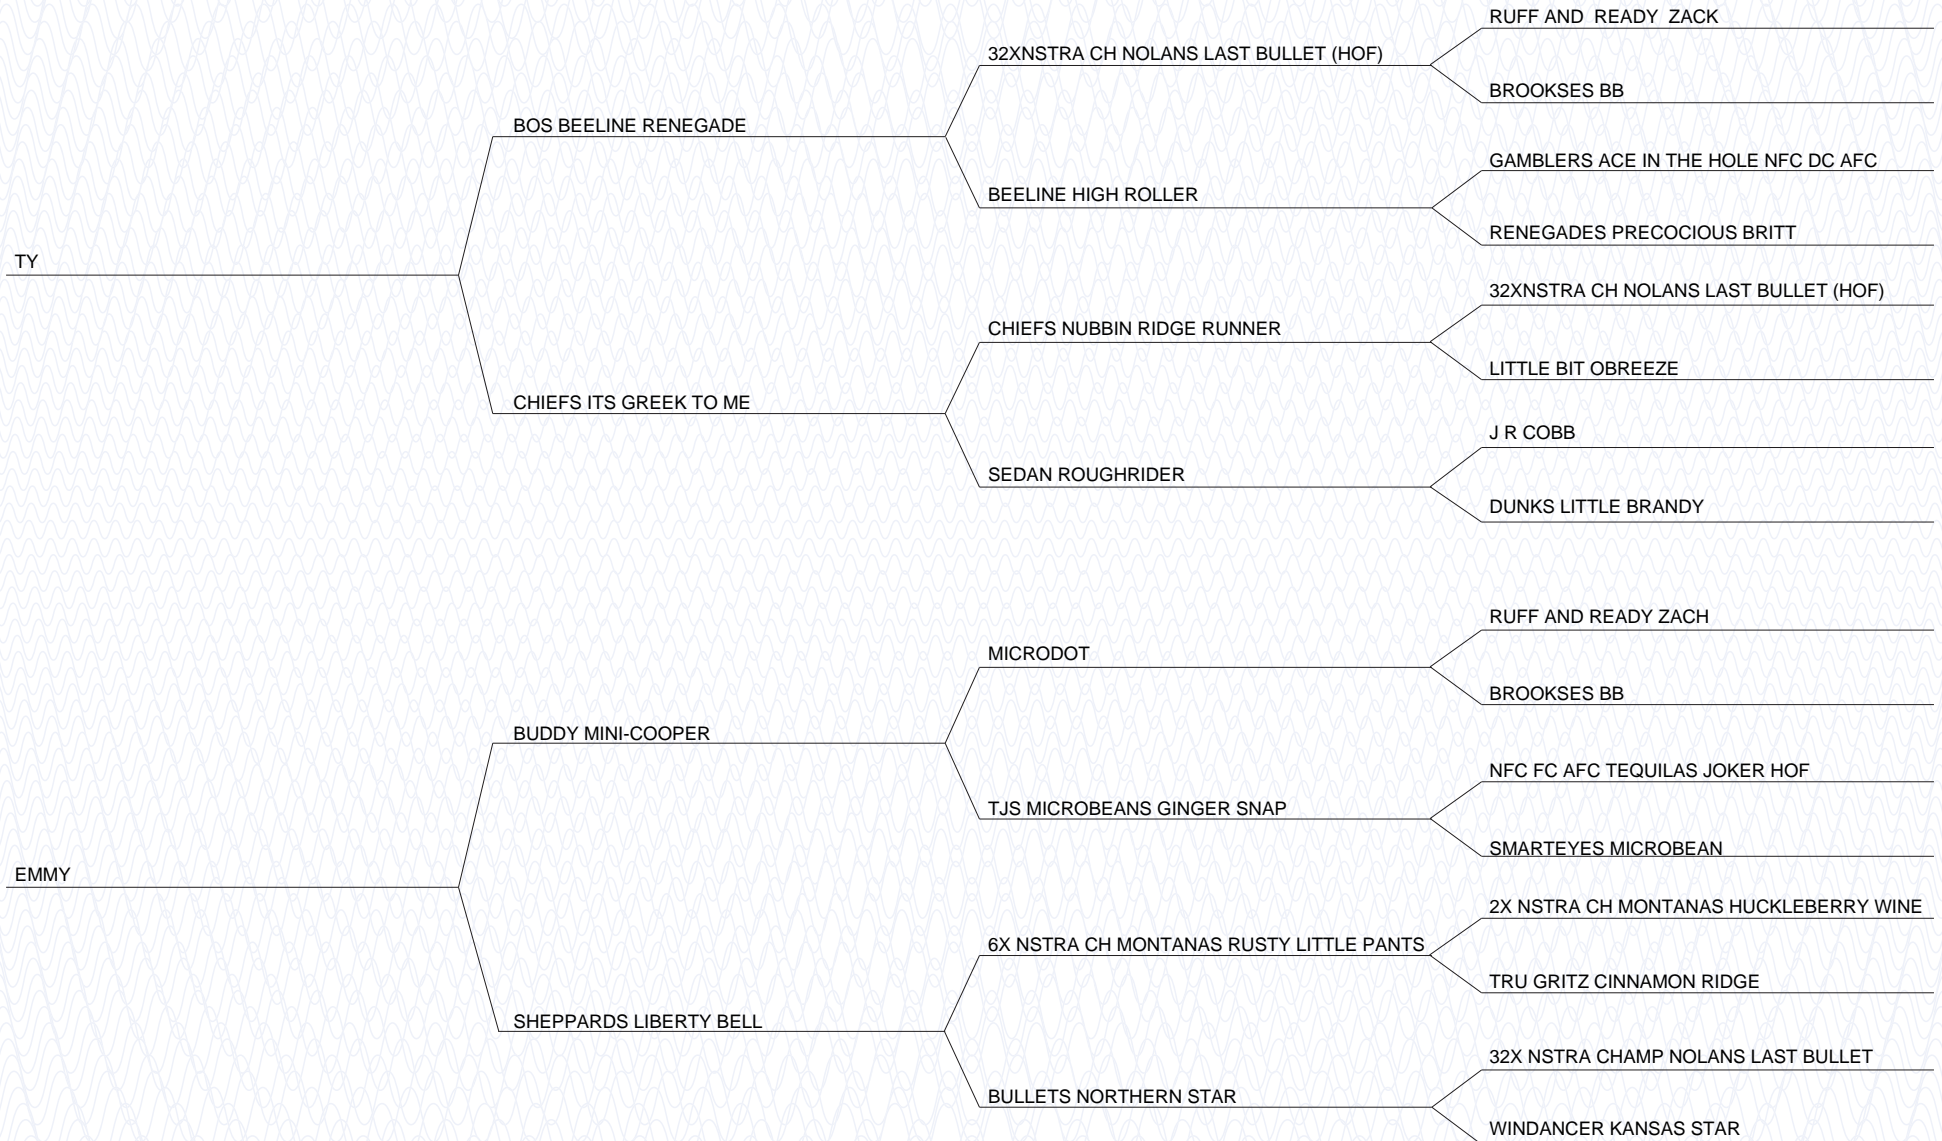 RUFF AND  READY  ZACK
32XNSTRA CH NOLANS LAST BULLET (HOF)
BROOKSES BB
BOS BEELINE RENEGADE
GAMBLERS ACE IN THE HOLE NFC DC AFC
BEELINE HIGH ROLLER
RENEGADES PRECOCIOUS BRITT
TY
32XNSTRA CH NOLANS LAST BULLET (HOF)
CHIEFS NUBBIN RIDGE RUNNER
LITTLE BIT OBREEZE
CHIEFS ITS GREEK TO ME
J R COBB
SEDAN ROUGHRIDER
DUNKS LITTLE BRANDY
RUFF AND READY ZACH
MICRODOT
BROOKSES BB
BUDDY MINI-COOPER
NFC FC AFC TEQUILAS JOKER HOF
TJS MICROBEANS GINGER SNAP
SMARTEYES MICROBEAN
EMMY
2X NSTRA CH MONTANAS HUCKLEBERRY WINE
6X NSTRA CH MONTANAS RUSTY LITTLE PANTS
TRU GRITZ CINNAMON RIDGE
SHEPPARDS LIBERTY BELL
32X NSTRA CHAMP NOLANS LAST BULLET
BULLETS NORTHERN STAR
WINDANCER KANSAS STAR